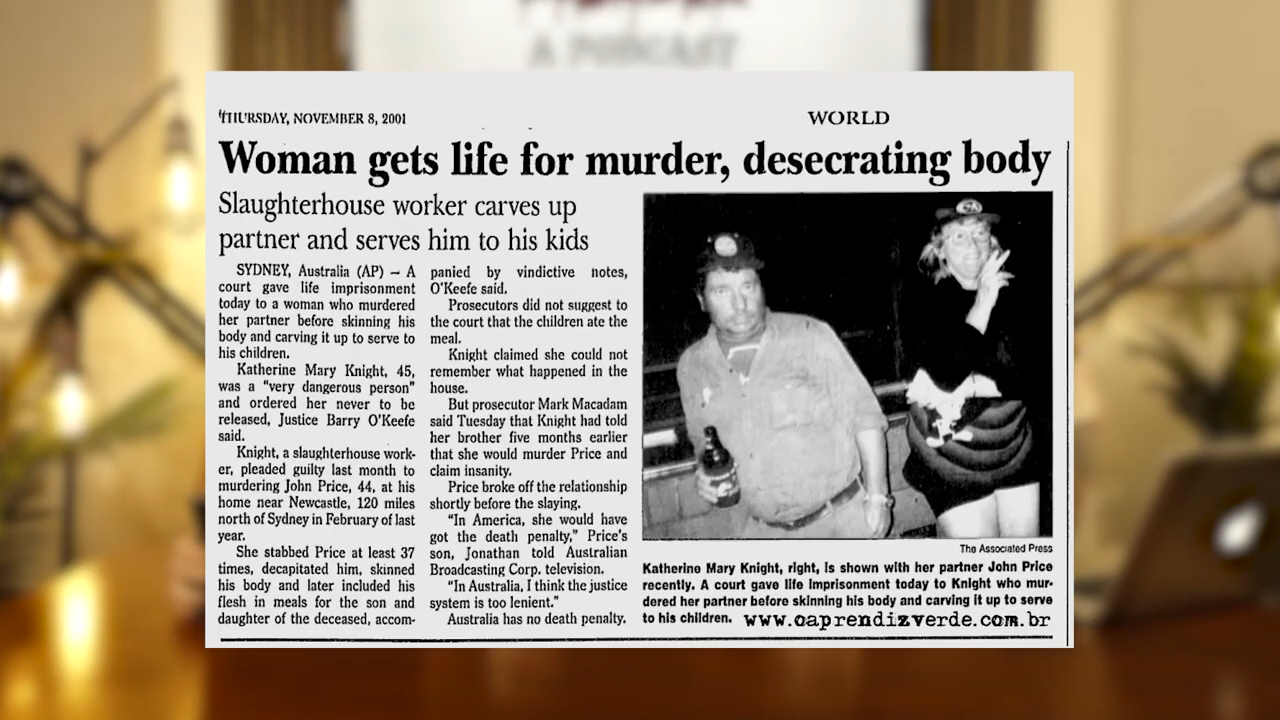 A PODCAST
THURSDAY, NOVEMBER 8, 2001
WORLD
Woman gets life for murder, desecrating body
Slaughterhouse worker carves up
partner and serves him to his kids
SYDNEY, Australia (AP) – A
court gave life imprisonment
today to a woman who murdered
her partner before skinning his
body and carving it up to serve to
his children.
Katherine Mary Knight, 45,
was a "very dangerous person"
and ordered her never to be
released, Justice Barry O'Keefe
said.
Knight, a slaughterhouse work-
er, pleaded guilty last month to
murdering John Price, 44, at his
home near Newcastle, 120 miles
north of Sydney in February of last
year.
She stabbed Price at least 37
times, decapitated him, skinned
his body and later included his
flesh in meals for the son and
daughter of the deceased, accom-
panied by vindictive notes,
O'Keefe said.
Prosecutors did not suggest to
the court that the children ate the
meal.
Knight claimed she could not
remember what happened in the
house.
But prosecutor Mark Macadam
said Tuesday that Knight had told
her brother five months earlier
that she would murder Price and
claim insanity.
Price broke off the relationship
shortly before the slaying.
"In America, she would have
got the death penalty," Price's
son, Jonathan told Australian
Broadcasting Corp. television.
"In Australia, I think the justice
system is too lenient."
Australia has no death penalty.
The Associated Press
Katherine Mary Knight, right, is shown with her partner John Price
recently. A court gave life imprisonment today to Knight who mur-
dered her partner before skinning his body and carving it up to serve
to his children. www.oaprendizverde.com.br